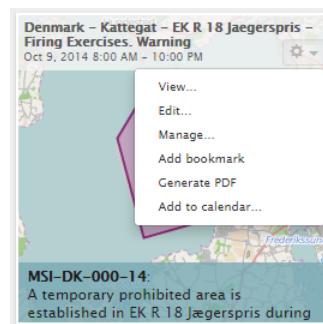 Denmark – Kattegat – EK R 18 Jaegerspris –
Firing Exercises. Warning
Oct 9, 2014 8:00 AM – 10:00 PM
View...
Edit...
Manage...
Add bookmark
Generate PDF
Add to calendar...
Frederikssun
MSI-DK-000-14:
A temporary prohibited area is
established in EK R 18 Jægerspris during